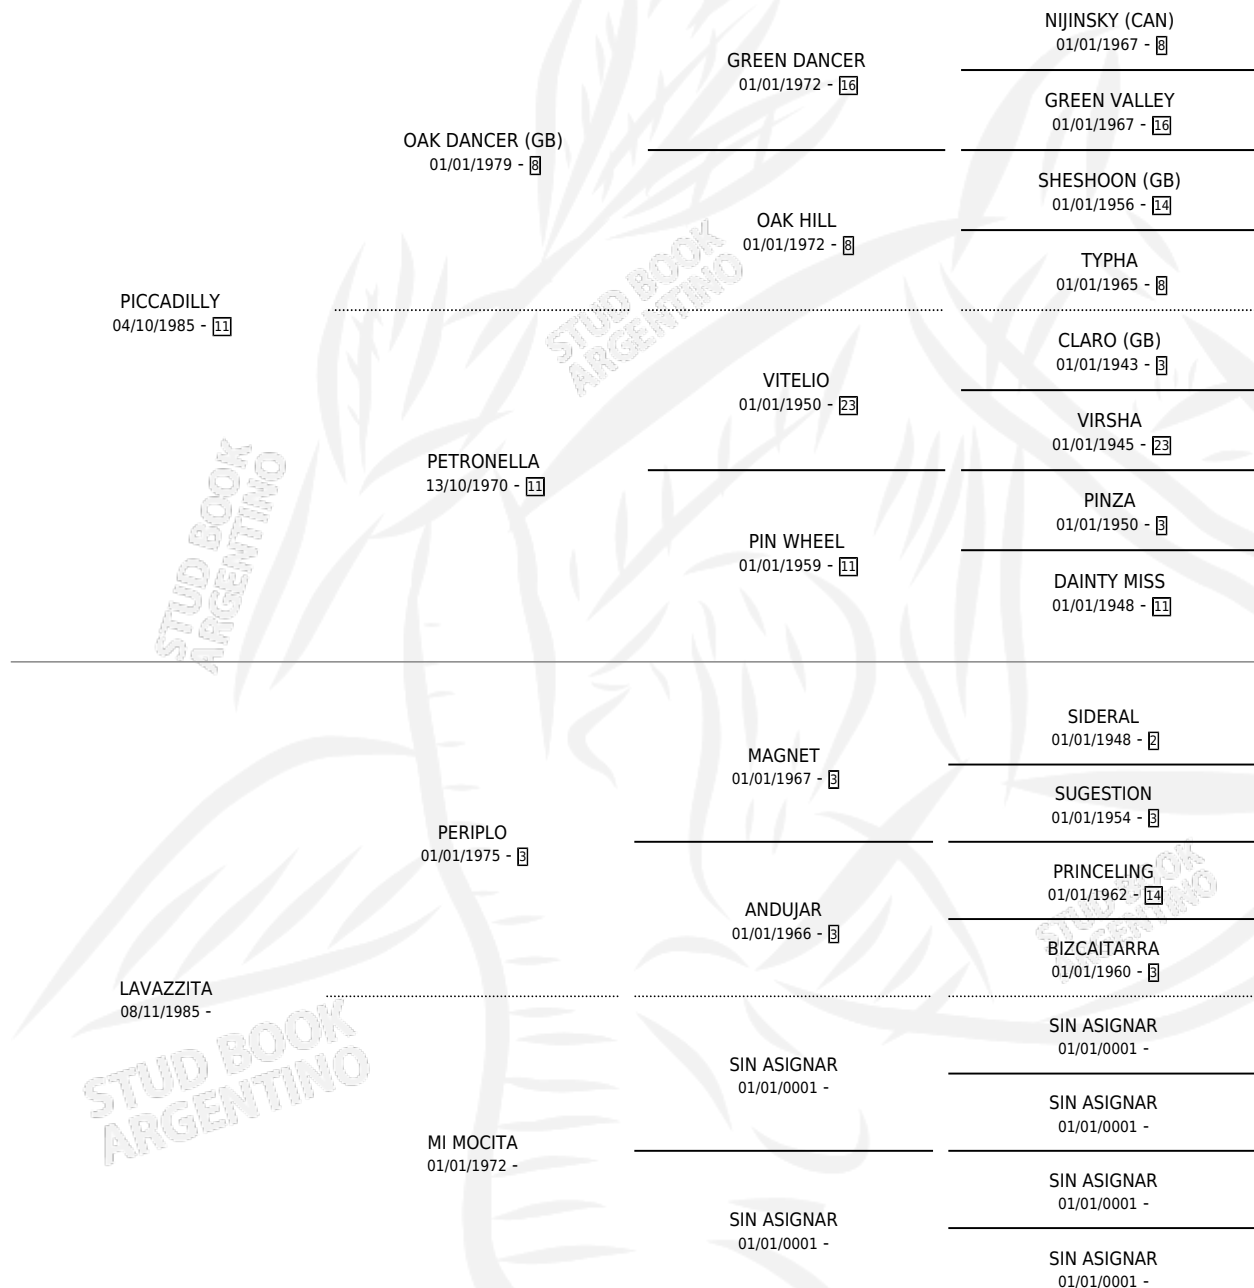 NIJINSKY (CAN)
01/01/1967 - 8
GREEN DANCER
01/01/1972 - 16
GREEN VALLEY
01/01/1967 - 16
OAK DANCER (GB)
01/01/1979 - 8
SHESHOON (GB)
01/01/1956 - 14
OAK HILL
01/01/1972 - 8
TYPHA
01/01/1965 - 8
PICCADILLY
04/10/1985 - 11
CLARO (GB)
01/01/1943 - 3
VITELIO
01/01/1950 - 23
VIRSHA
01/01/1945 - 23
PETRONELLA
13/10/1970 - 11
PINZA
01/01/1950 - 3
PIN WHEEL
01/01/1959 - 11
DAINTY MISS
01/01/1948 - 11
SIDERAL
01/01/1948 - 2
MAGNET
01/01/1967 - 3
SUGESTION
01/01/1954 - 3
PERIPLO
01/01/1975 - 3
PRINCELING
01/01/1962 - 14
ANDUJAR
01/01/1966 - 3
BIZCAITARRA
01/01/1960 - 3
LAVAZZITA
08/11/1985 -
SIN ASIGNAR
01/01/0001 -
SIN ASIGNAR
01/01/0001 -
SIN ASIGNAR
01/01/0001 -
MI MOCITA
01/01/1972 -
SIN ASIGNAR
01/01/0001 -
SIN ASIGNAR
01/01/0001 -
SIN ASIGNAR
01/01/0001 -
STUD BOOK
ARGENTINO
STUD BOOK
ARGENTINO
STUD BOOK
ARGENTINO
STUD BOOK
ARGENTINO